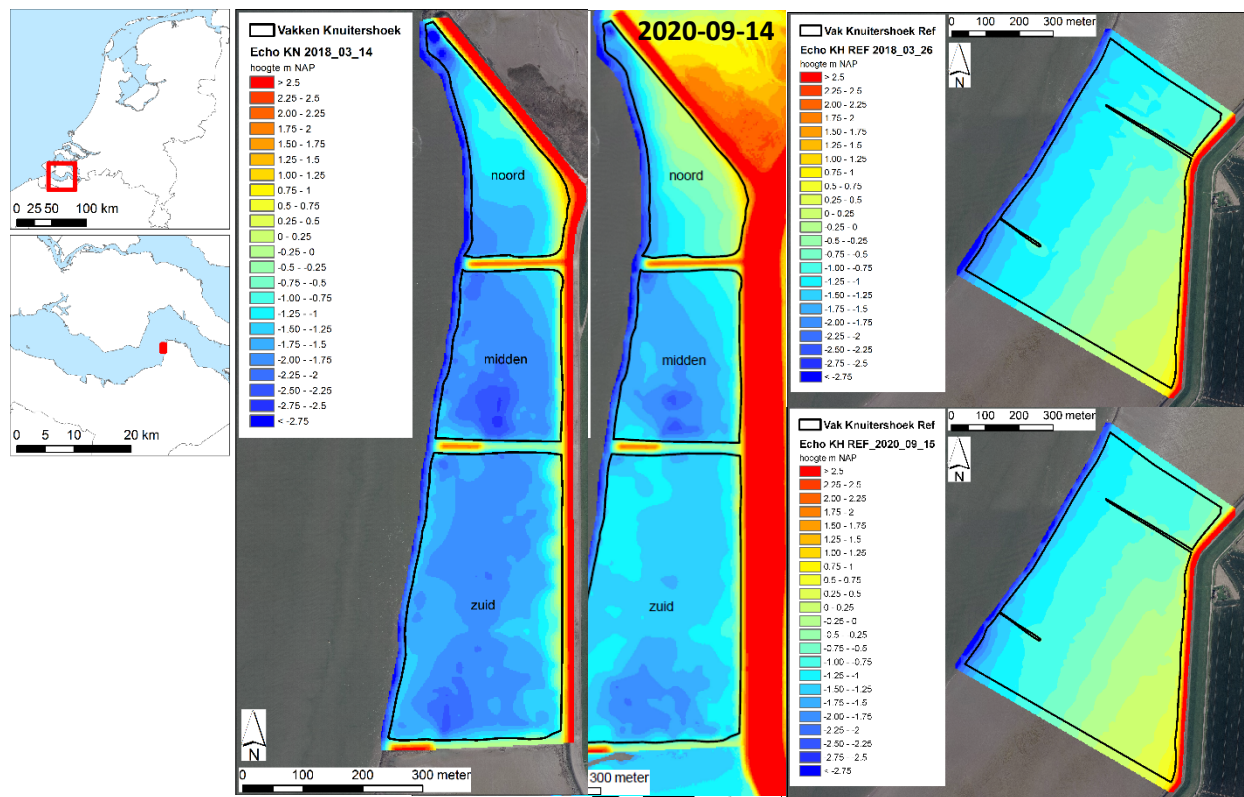 0 25 50 100 km
0 5 10 20 km
Vakken Knuitershoek
Echo KN 2018_03_14
hoogte m NAP
> 2.5
2.25 - 2.5
2.00 - 2.25
1.75 - 2
1.50 - 1.75
1.25 - 1.5
1.00 - 1.25
0.75 - 1
0.5 - 0.75
0.25 - 0.5
0 - 0.25
-0.25 - 0
-0.5 - -0.25
-0.75 - -0.5
-1.00 - -0.75
-1.25 - -1
-1.50 - -1.25
-1.75 - -1.5
-2.00 - -1.75
-2.25 - -2
-2.50 - -2.25
-2.75 - -2.5
< -2.75
noord
midden
zuid
N
0 100 200 300 meter
2020-09-14
noord
midden
zuid
300 meter
Vak Knuitershoek Ref
Echo KH REF 2018_03_26
hoogte m NAP
> 2.5
2.25 - 2.5
2.00 - 2.25
1.75 - 2
1.50 - 1.75
1.25 - 1.5
1.00 - 1.25
0.75 - 1
0.5 - 0.75
0.25 - 0.5
0 - 0.25
-0.25 - 0
-0.5 - -0.25
-0.75 - -0.5
-1.00 - -0.75
-1.25 - -1
-1.50 - -1.25
-1.75 - -1.5
-2.00 - -1.75
-2.25 - -2
-2.50 - -2.25
-2.75 - -2.5
< -2.75
0 100 200 300 meter
N
Vak Knuitershoek Ref
Echo KH REF_2020_09_15
hoogte m NAP
> 2.5
2.25 - 2.5
2.00 - 2.25
1.75 - 2
1.50 - 1.75
1.25 - 1.5
1.00 - 1.25
0.75 - 1
0.5 - 0.75
0.25 - 0.5
0 - 0.25
-0.25 - 0
-0.5 - -0.25
-0.75 - -0.5
-1.00 - -0.75
-1.25 - -1
-1.50 - -1.25
-1.75 - -1.5
-2.00 - -1.75
-2.25 - -2
-2.50 - -2.25
-2.75 - -2.5
< -2.75
0 100 200 300 meter
N